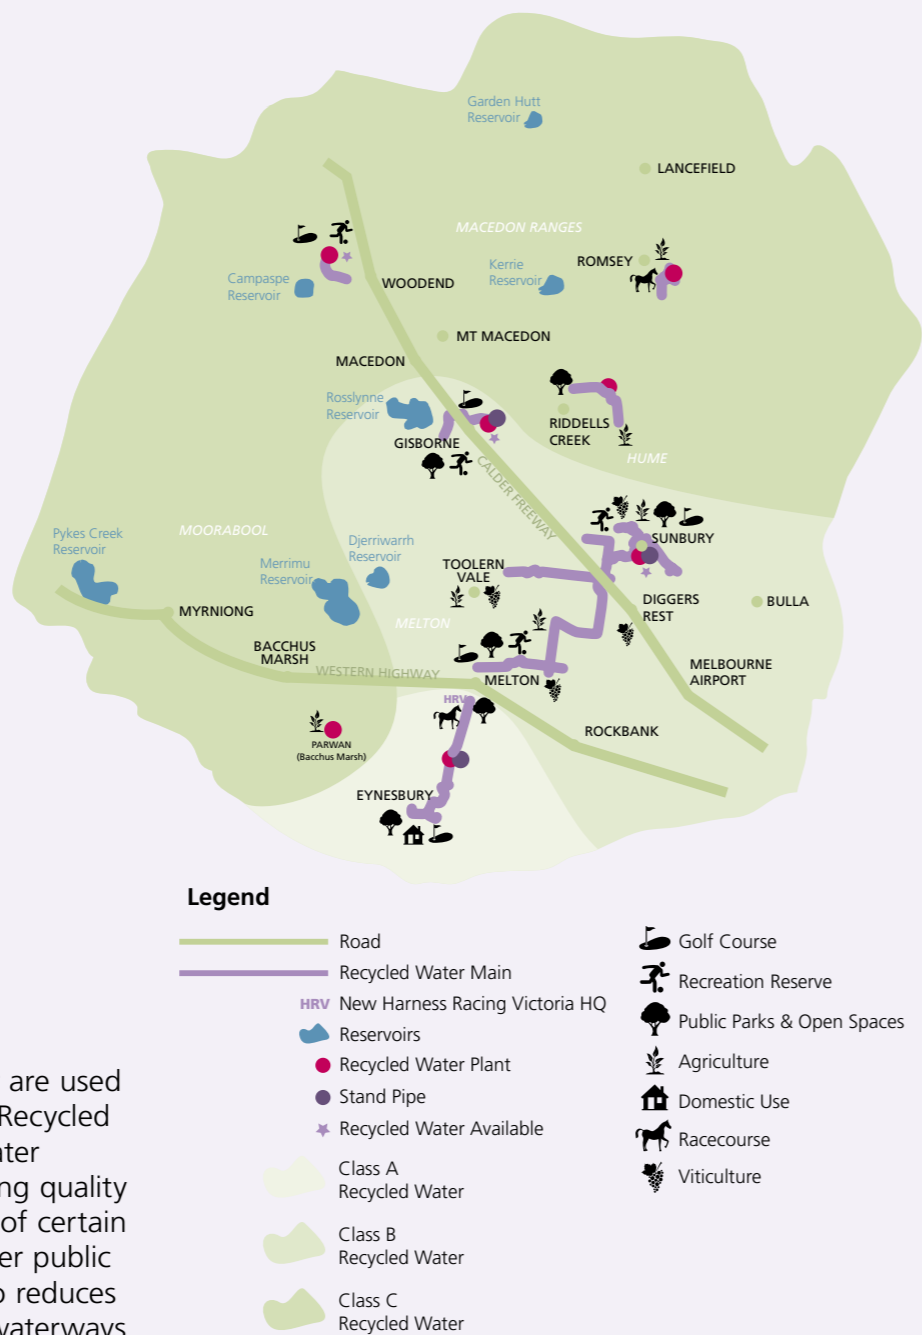 Garden Hutt
Reservoir
LANCEFIELD
MACEDON RANGES
ROMSEY
Campaspe
Reservoir
Kerrie
Reservoir
WOODEND
MT MACEDON
MACEDON
Rosslynne
Reservoir
RIDDELLS
CREEK
GISBORNE
HUME
CALDER FREEWAY
MOORABOOL
Pykes Creek
Reservoir
Djerriwarrh
Reservoir
Merrimu
Reservoir
SUNBURY
TOOLERN
VALE
DIGGERS
REST
BULLA
MYRNIONG
MELTON
BACCHUS
MARSH
WESTERN HIGHWAY
MELTON
MELBOURNE
AIRPORT
HRV
ROCKBANK
PARWAN
(Bacchus Marsh)
EYNESBURY
Legend
Road
Recycled Water Main
HRV New Harness Racing Victoria HQ
Reservoirs
Recycled Water Plant
Stand Pipe
Recycled Water Available
Class A
Recycled Water
Class B
Recycled Water
Class C
Recycled Water
Golf Course
Recreation Reserve
Public Parks & Open Spaces
Agriculture
Domestic Use
Racecourse
Viticulture
are used
Recycled
ater
ng quality
of certain
er public
o reduces
waterways